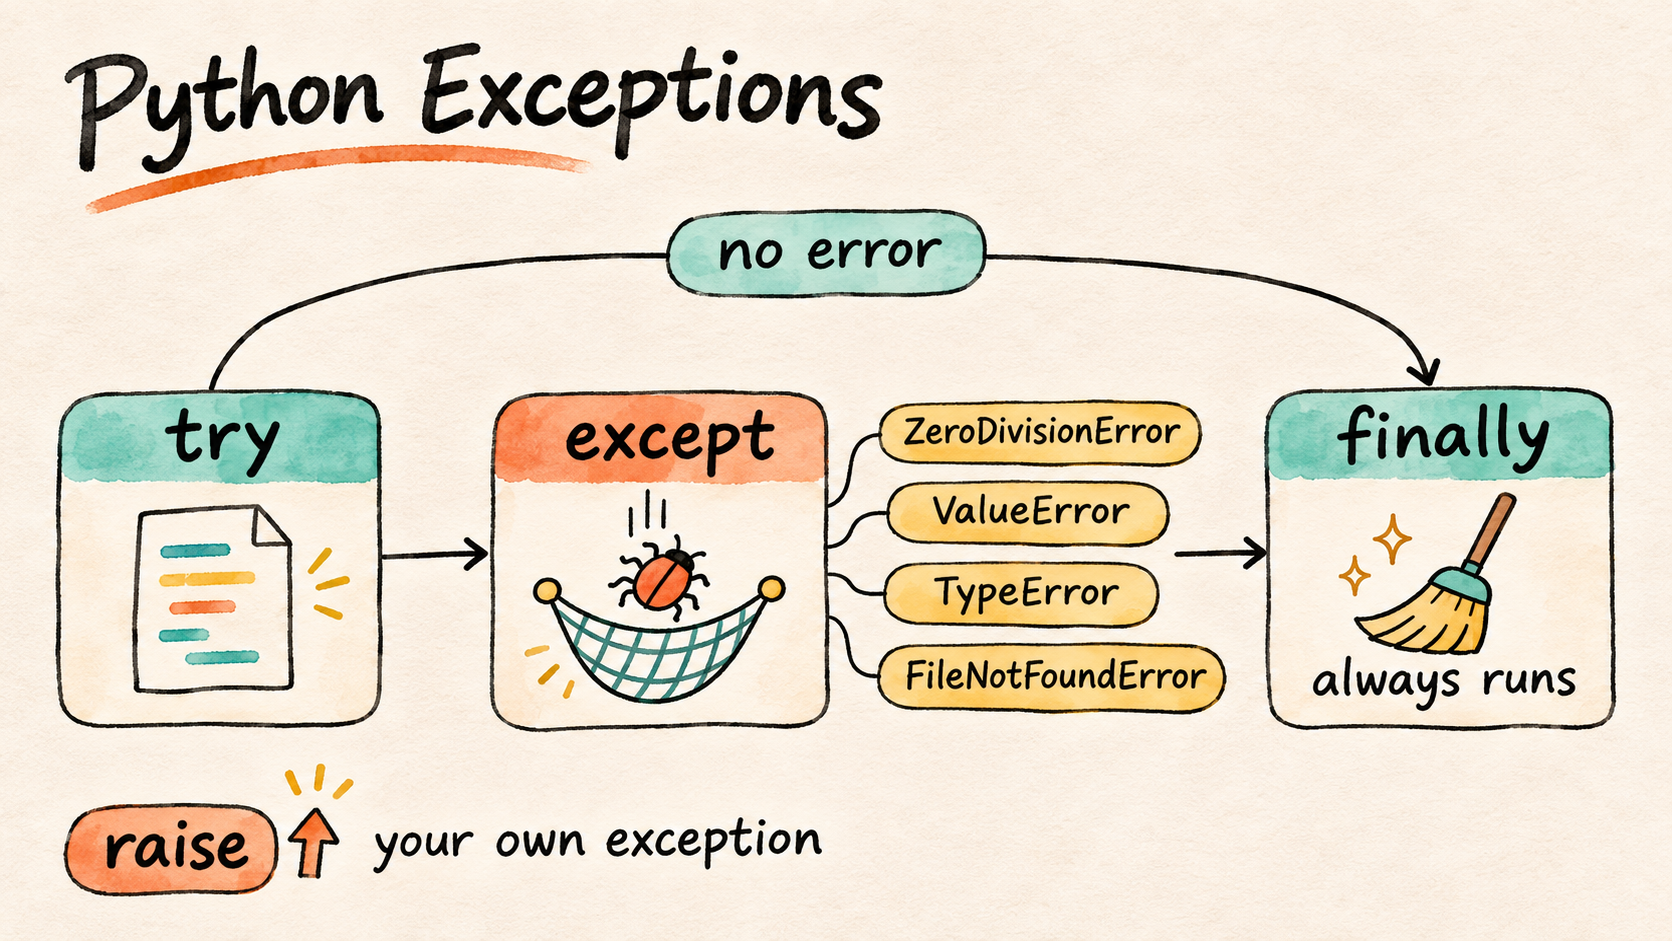 Python Exceptions
no error
try
except
ZeroDivisionError
ValueError
TypeError
FileNotFoundError
finally
always runs
raise
your own exception